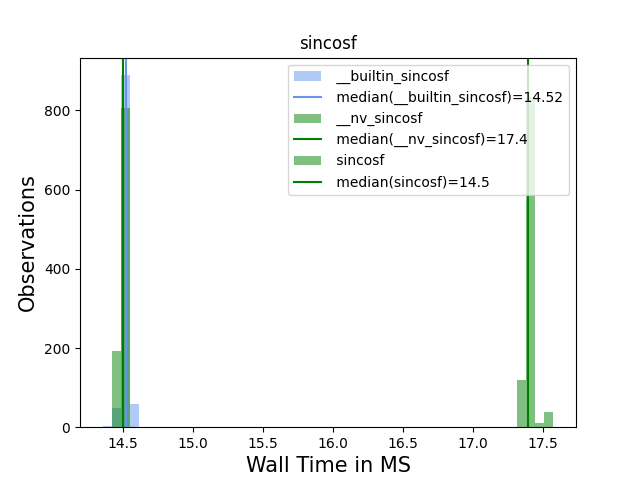 sincosf
__builtin_sincosf
median(__builtin_sincosf)=14.52
__nv_sincosf
median(__nv_sincosf)=17.4
sincosf
median(sincosf)=14.5
800
600
400
200
0
Observations
14.5 15.0 15.5 16.0 16.5 17.0 17.5
Wall Time in MS